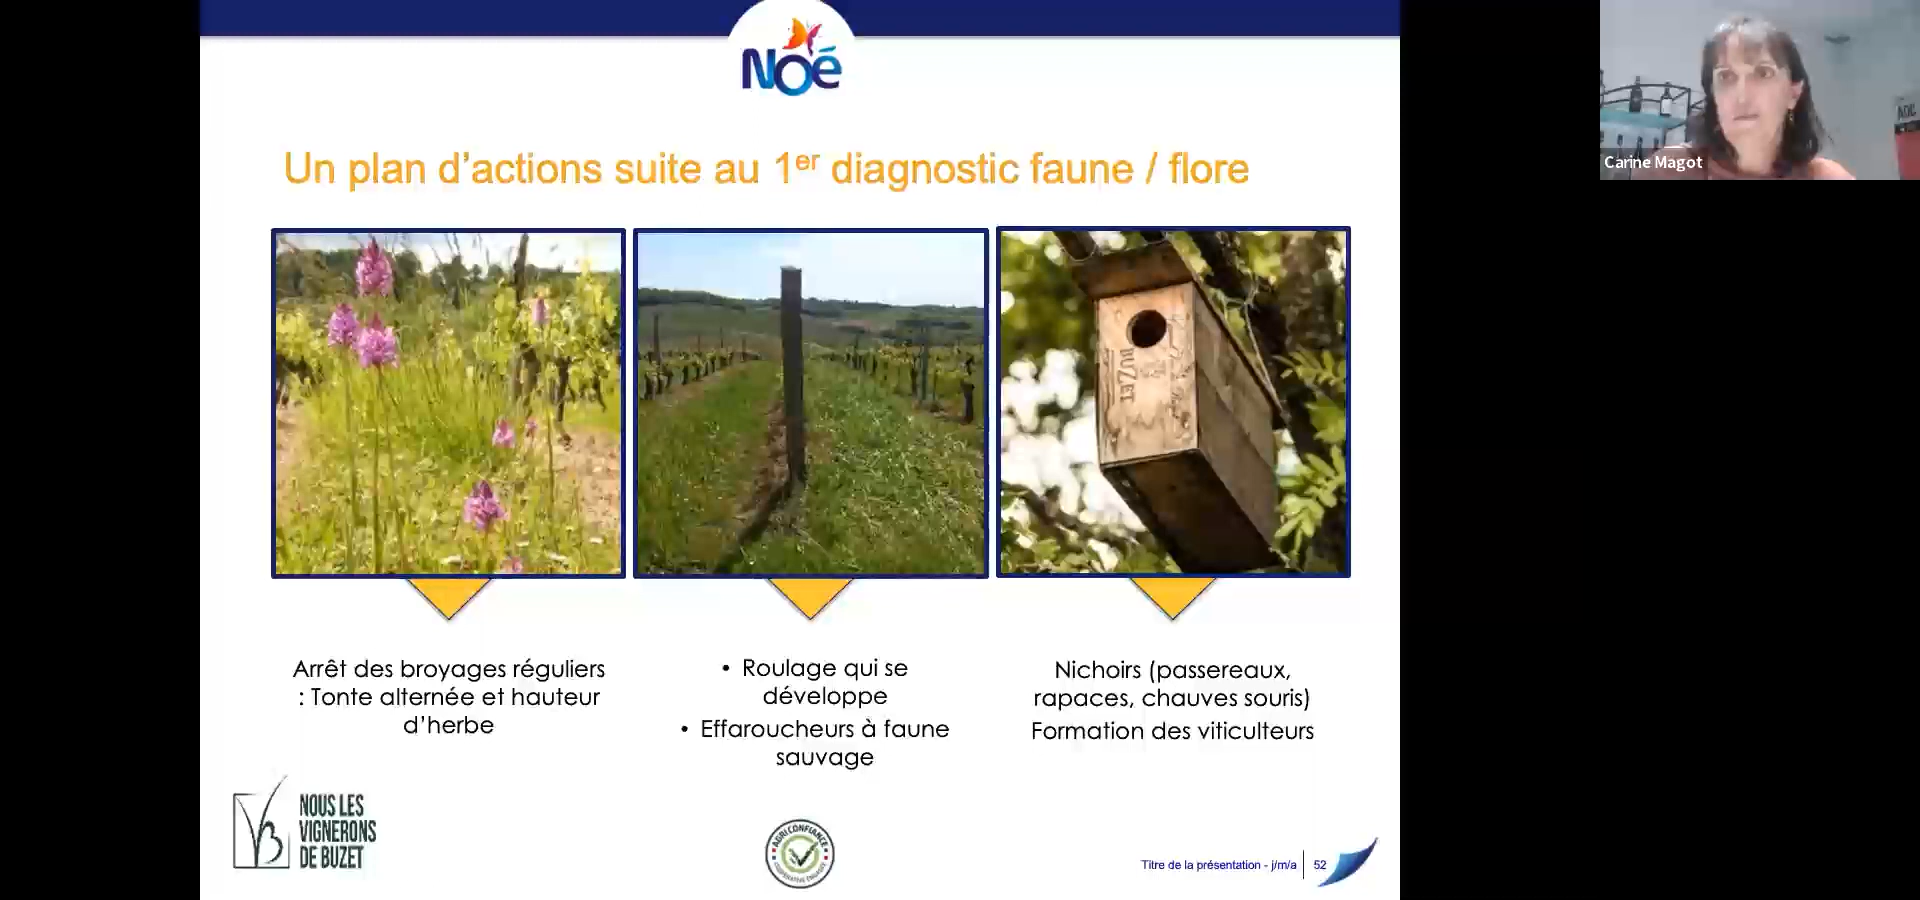 Noé
Un plan d’actions suite au 1er diagnostic faune / flore
Carine Magot
BUZET
Arrêt des broyages réguliers
: Tonte alternée et hauteur
d’herbe
• Roulage qui se
développe
• Effaroucheurs à faune
sauvage
Nichoirs (passereaux,
rapaces, chauves souris)
Formation des viticulteurs
NOUS LES
VIGNERONS
DE BUZET
AGRI CONFIANCE
Titre de la présentation - j/m/a
52